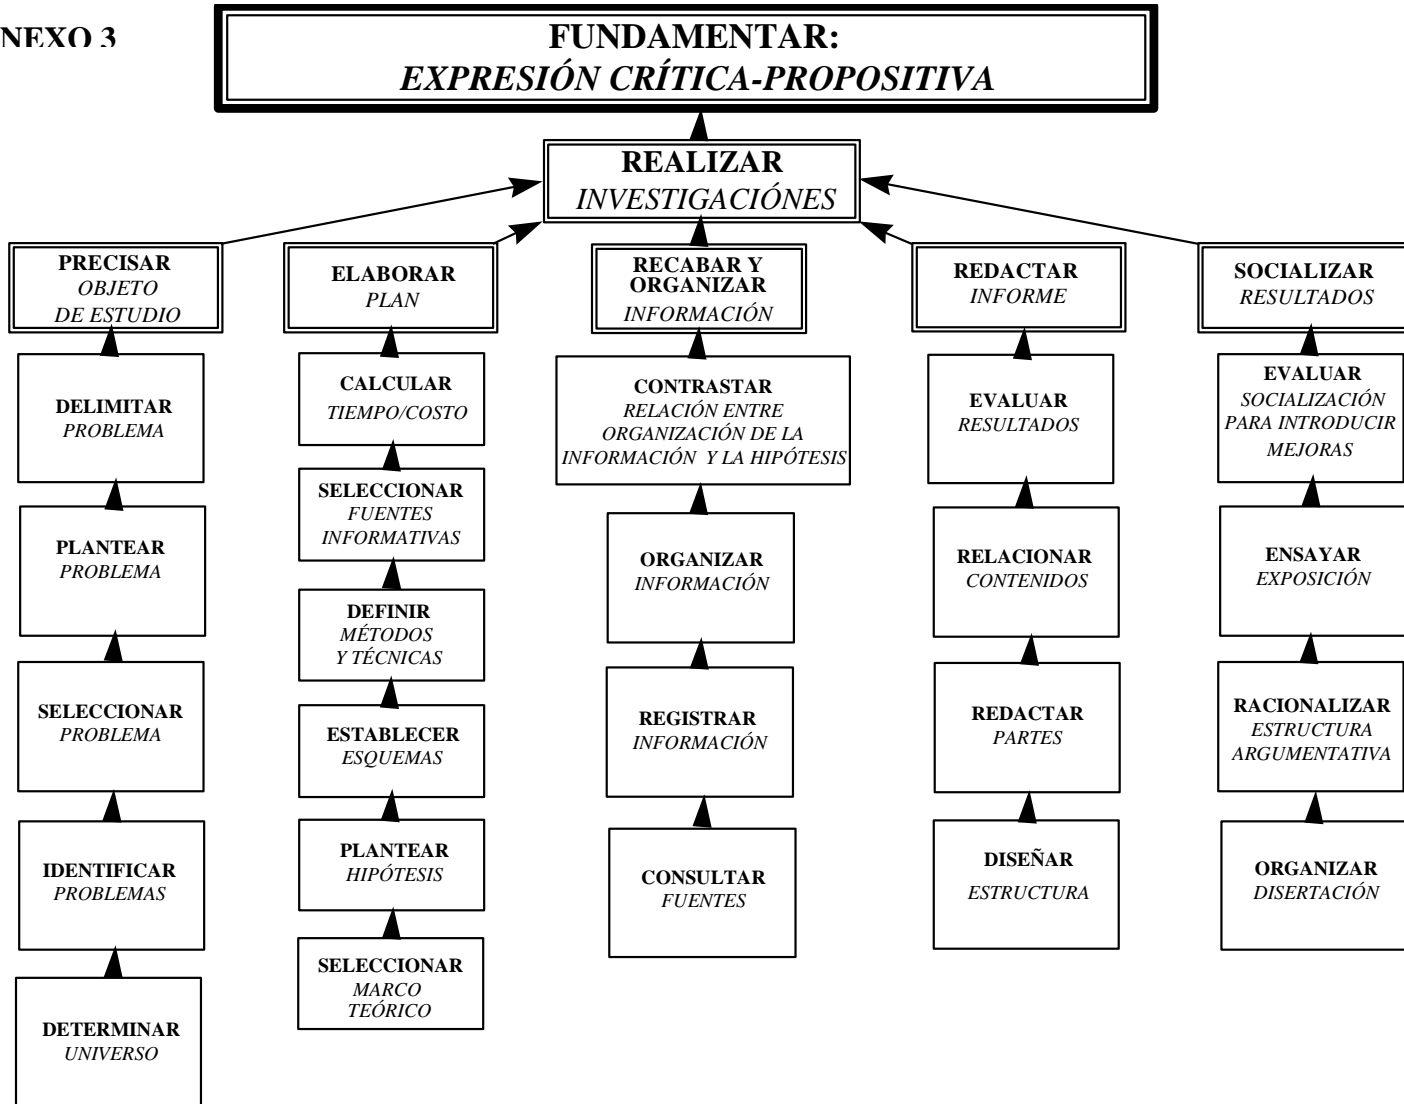 NEXO 3
FUNDAMENTAR:
EXPRESIÓN CRÍTICA-PROPOSITIVA
REALIZAR
INVESTIGACIÓNES
PRECISAR
OBJETO
DE ESTUDIO
DELIMITAR
PROBLEMA
PLANTEAR
PROBLEMA
SELECCIONAR
PROBLEMA
IDENTIFICAR
PROBLEMAS
DETERMINAR
UNIVERSO
ELABORAR
PLAN
CALCULAR
TIEMPO/COSTO
SELECCIONAR
FUENTES
INFORMATIVAS
DEFINIR
MÉTODOS
Y TÉCNICAS
ESTABLECER
ESQUEMAS
PLANTEAR
HIPÓTESIS
SELECCIONAR
MARCO
TEÓRICO
RECABAR Y
ORGANIZAR
INFORMACIÓN
CONTRASTAR
RELACIÓN ENTRE
ORGANIZACIÓN DE LA
INFORMACIÓN Y LA HIPÓTESIS
ORGANIZAR
INFORMACIÓN
REGISTRAR
INFORMACIÓN
CONSULTAR
FUENTES
REDACTAR
INFORME
EVALUAR
RESULTADOS
RELACIONAR
CONTENIDOS
REDACTAR
PARTES
DISEÑAR
ESTRUCTURA
SOCIALIZAR
RESULTADOS
EVALUAR
SOCIALIZACIÓN
PARA INTRODUCIR
MEJORAS
ENSAYAR
EXPOSICIÓN
RACIONALIZAR
ESTRUCTURA
ARGUMENTATIVA
ORGANIZAR
DISERTACIÓN